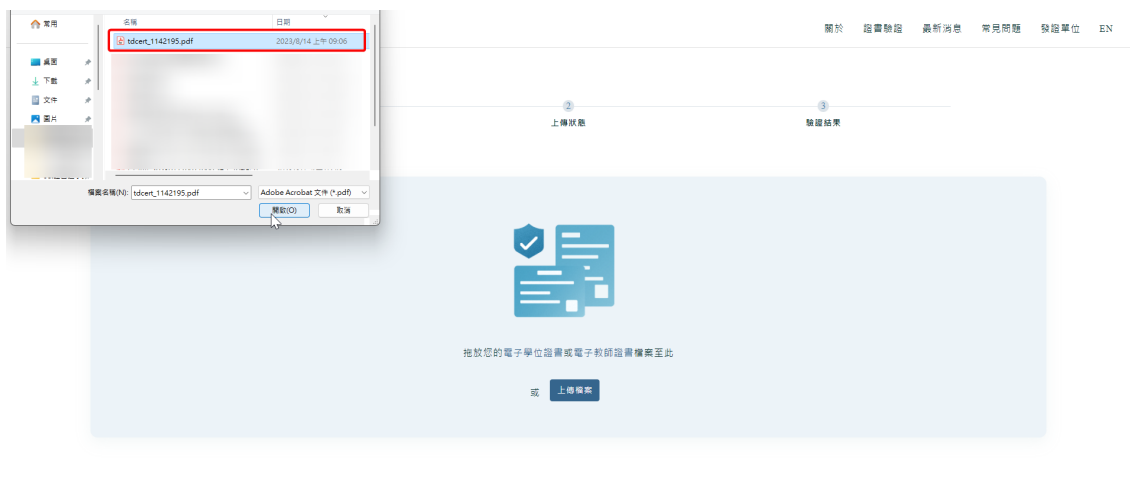 常用
名稱
日期
tdcert_1142195.pdf
2023/8/14 上午 09:06
桌面
下載
文件
圖片
檔案名稱(N):
tdcert_1142195.pdf
Adobe Acrobat 文件 (*.pdf)
開啟(O)
取消
關於
證書驗證
最新消息
常見問題
發證單位
EN
2
上傳狀態
3
驗證結果
拖放您的電子學位證書或電子教師證書檔案至此
或
上傳檔案